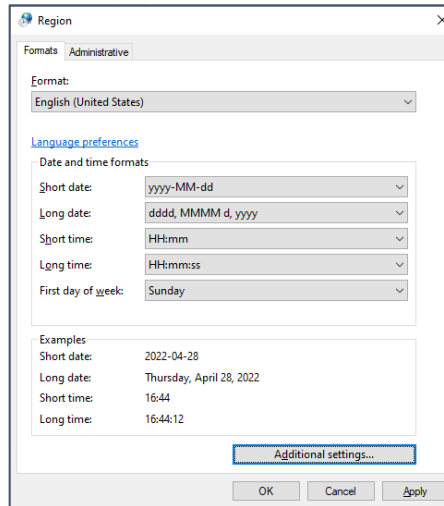 Region
Formats Administrative
Format:
English (United States)
Language preferences
Date and time formats
Short date: yyyy-MM-dd
Long date: dddd, MMMM d, yyyy
Short time: HH:mm
Long time: HH:mm:ss
First day of week: Sunday
Examples
Short date: 2022-04-28
Long date: Thursday, April 28, 2022
Short time: 16:44
Long time: 16:44:12
Additional settings...
OK Cancel Apply